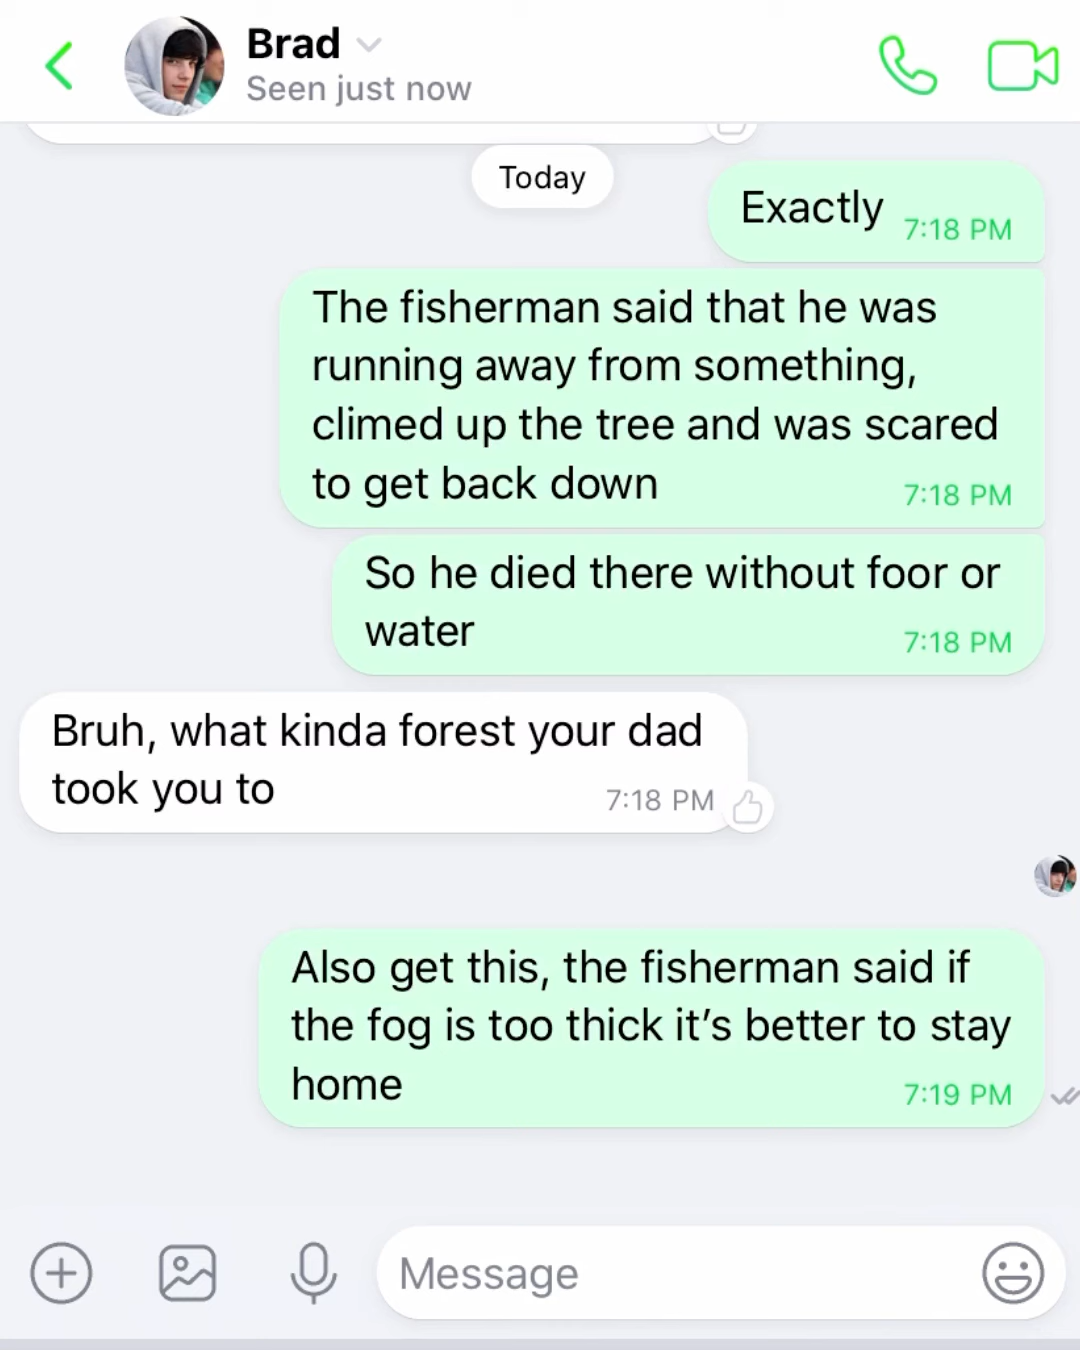 Brad
Seen just now
Today
Exactly
7:18 PM
The fisherman said that he was
running away from something,
climed up the tree and was scared
to get back down
7:18 PM
So he died there without foor or
water
7:18 PM
Bruh, what kinda forest your dad
took you to
7:18 PM
Also get this, the fisherman said if
the fog is too thick it’s better to stay
home
7:19 PM
Message